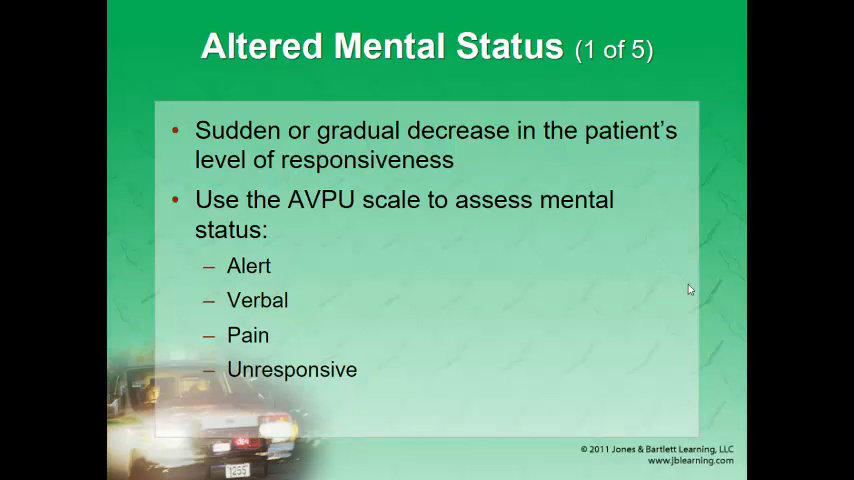 Altered Mental Status (1 of 5)
• Sudden or gradual decrease in the patient's
level of responsiveness
• Use the AVPU scale to assess mental
status:
– Alert
– Verbal
– Pain
– Unresponsive
© 2011 Jones & Bartlett Learning, LLC
www.jblearning.com